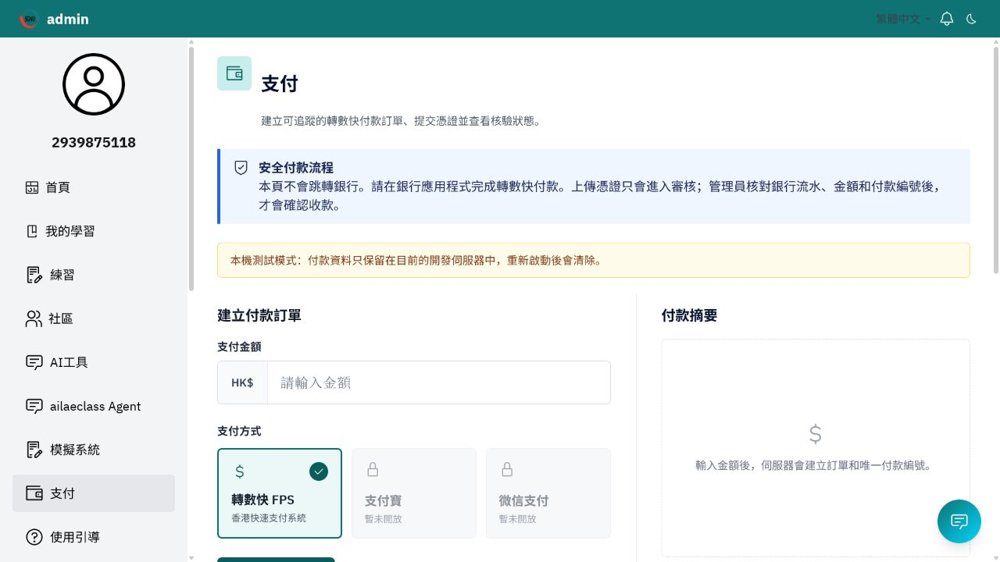 admin
繁體中文
2939875118
首頁
我的學習
練習
社區
AI工具
ailaeclass Agent
模擬系統
支付
使用引導
支付
建立可追蹤的轉數快付款訂單、提交憑證並查看核驗狀態。
安全付款流程
本頁不會跳轉銀行。請在銀行應用程式完成轉數快付款。上傳憑證只會進入審核；管理員核對銀行流水、金額和付款編號後，
才會確認收款。
本機測試模式：付款資料只保留在目前的開發伺服器中，重新啟動後會清除。
建立付款訂單
支付金額
HK$
請輸入金額
支付方式
轉數快 FPS
香港快速支付系統
支付寶
暫未開放
微信支付
暫未開放
付款摘要
輸入金額後，伺服器會建立訂單和唯一付款編號。